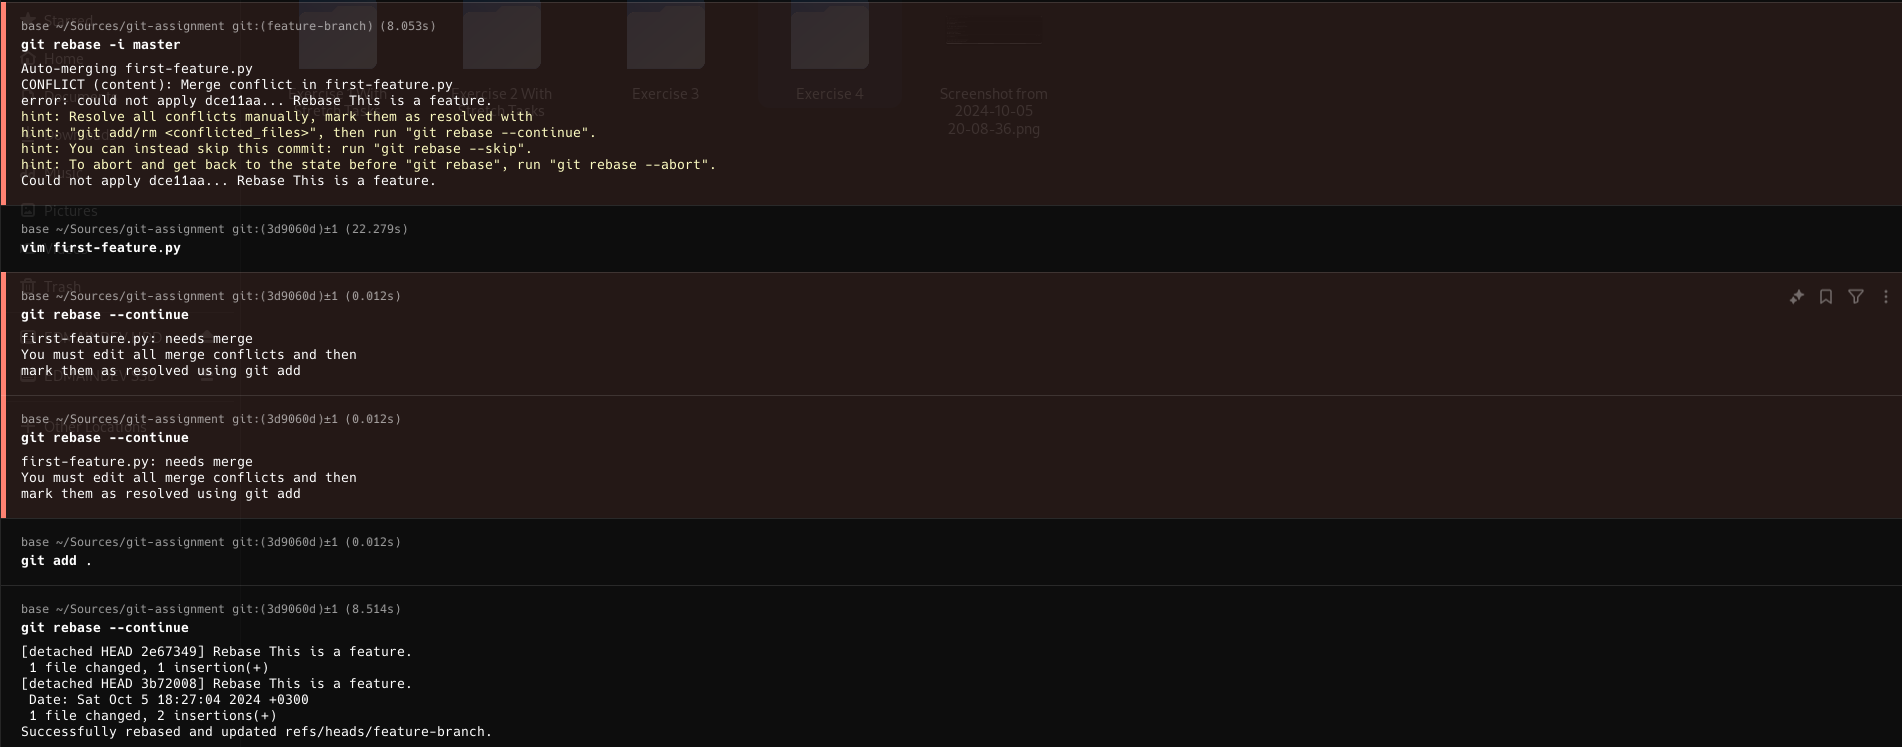 base ~/Sources/git-assignment git:(feature-branch) (8.053s)
git rebase -i master
Auto-merging first-feature.py
CONFLICT (content): Merge conflict in first-feature.py
error: could not apply dce11aa... Rebase This is a feature.
hint: Resolve all conflicts manually, mark them as resolved with
hint: "git add/rm <conflicted_files>", then run "git rebase --continue".
hint: You can instead skip this commit: run "git rebase --skip".
hint: To abort and get back to the state before "git rebase", run "git rebase --abort".
Could not apply dce11aa... Rebase This is a feature.
base ~/Sources/git-assignment git:(3d9060d)±1 (22.279s)
vim first-feature.py
base ~/Sources/git-assignment git:(3d9060d)±1 (0.012s)
git rebase --continue
first-feature.py: needs merge
You must edit all merge conflicts and then
mark them as resolved using git add
base ~/Sources/git-assignment git:(3d9060d)±1 (0.012s)
git rebase --continue
first-feature.py: needs merge
You must edit all merge conflicts and then
mark them as resolved using git add
base ~/Sources/git-assignment git:(3d9060d)±1 (0.012s)
git add .
base ~/Sources/git-assignment git:(3d9060d)±1 (8.514s)
git rebase --continue
[detached HEAD 2e67349] Rebase This is a feature.
 1 file changed, 1 insertion(+)
[detached HEAD 3b72008] Rebase This is a feature.
 Date: Sat Oct 5 18:27:04 2024 +0300
 1 file changed, 2 insertions(+)
Successfully rebased and updated refs/heads/feature-branch.
Starred
Home
Pictures
Trash
Other Locations
Exercise 2 With
Stretch Tasks
Exercise 3
Exercise 4
Screenshot from
2024-10-05
20-08-36.png